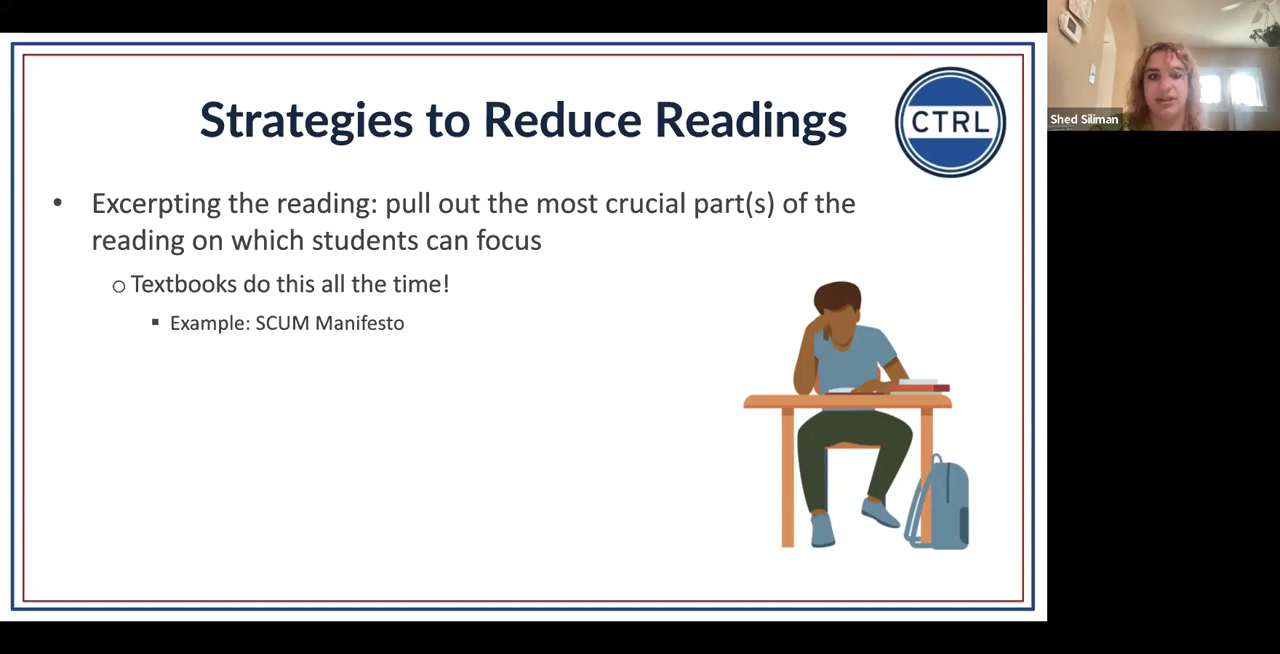 Strategies to Reduce Readings
CTRL
• Excerpting the reading: pull out the most crucial part(s) of the
reading on which students can focus
o Textbooks do this all the time!
▪ Example: SCUM Manifesto
Shed Siliman